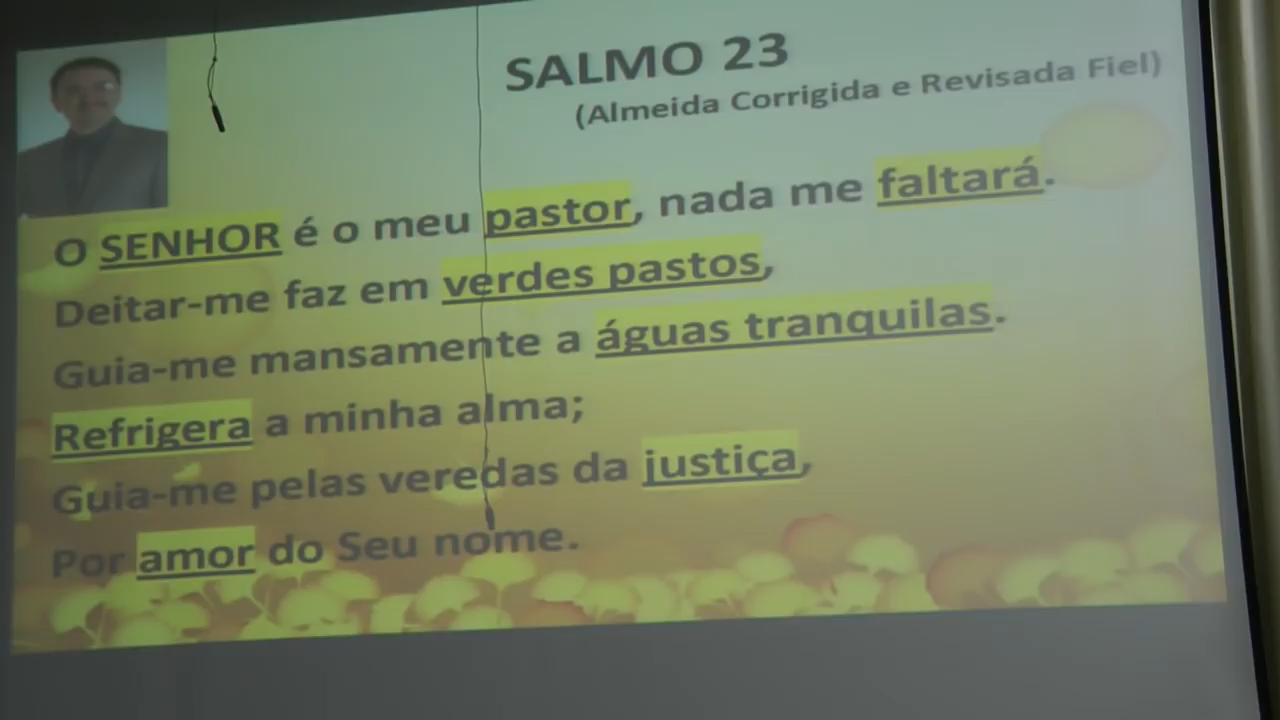 SALMO 23
(Almeida Corrigida e Revisada Fiel)
O SENHOR é o meu pastor, nada me faltará.
Deitar-me faz em verdes pastos,
Guia-me mansamente a águas tranquilas.
Refrigera a minha alma;
Guia-me pelas veredas da justiça,
Por amor do Seu nome.